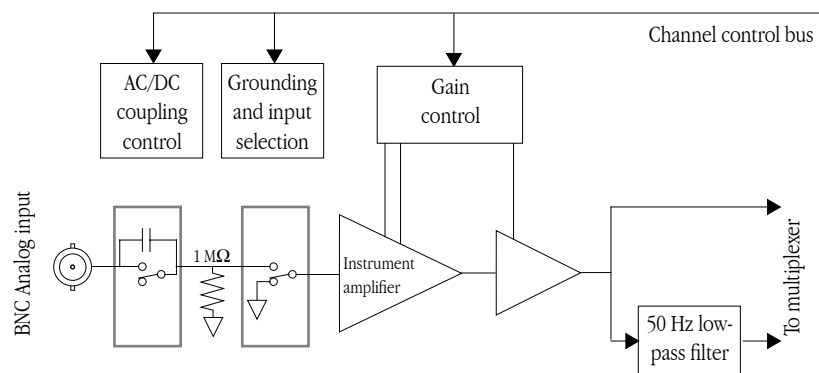 Channel control bus
AC/DC
coupling
control
Grounding
and input
selection
Gain
control
BNC Analog input
1 MΩ
Instrument
amplifier
50 Hz low-
pass filter
To multiplexer